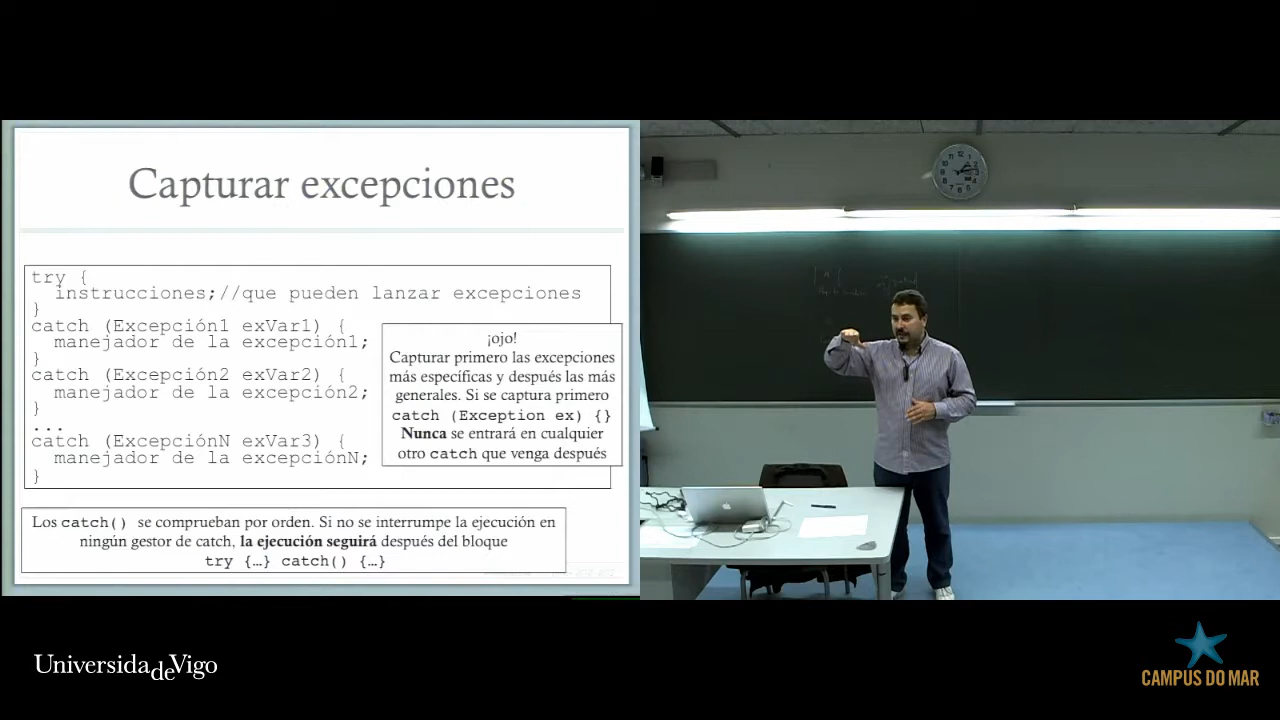 Capturar excepciones
try {
instrucciones;//que pueden lanzar excepciones
}
catch (Excepción1 exVar1) {
manejador de la excepción1;
}
catch (Excepción2 exVar2) {
manejador de la excepción2;
}
...
catch (ExcepciónN exVar3) {
manejador de la excepciónN;
}
¡ojo!
Capturar primero las excepciones
más específicas y después las más
generales. Si se captura primero
catch (Exception ex) {}
Nunca se entrará en cualquier
otro catch que venga después
Los catch() se comprueban por orden. Si no se interrumpe la ejecución en
ningún gestor de catch, la ejecución seguirá después del bloque
try {…} catch() {…}
UniversidadeVigo
CAMPUS DO MAR